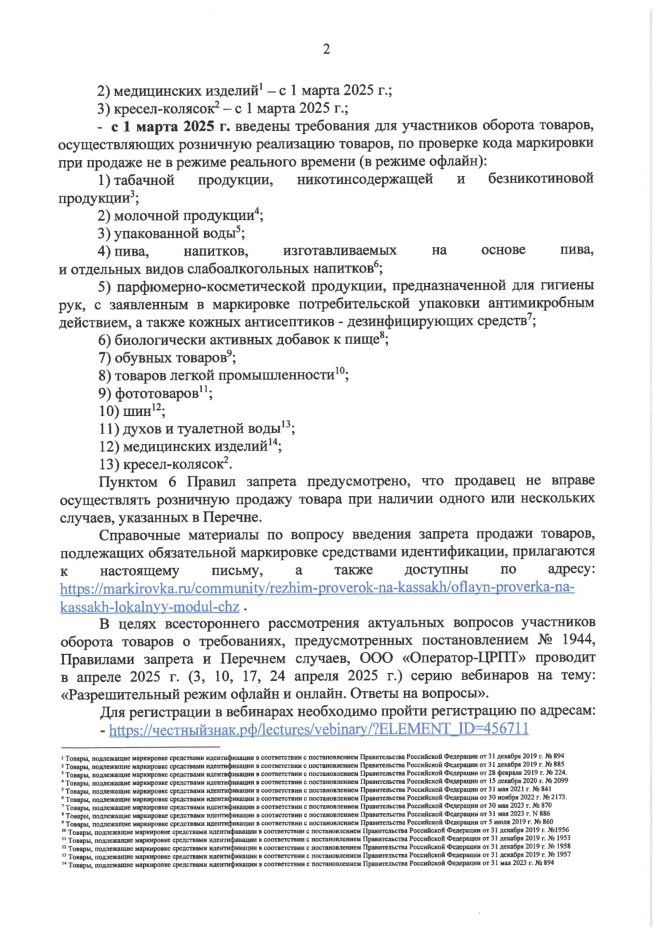 2
2) медицинских изделий¹ – с 1 марта 2025 г.;
3) кресел-колясок² – с 1 марта 2025 г.;
- с 1 марта 2025 г. введены требования для участников оборота товаров,
осуществляющих розничную реализацию товаров, по проверке кода маркировки
при продаже не в режиме реального времени (в режиме офлайн):
1) табачной продукции, никотинсодержащей и безникотиновой
продукции³;
2) молочной продукции⁴;
3) упакованной воды⁵;
4) пива, напитков, изготавливаемых на основе пива,
и отдельных видов слабоалкогольных напитков⁶;
5) парфюмерно-косметической продукции, предназначенной для гигиены
рук, с заявленным в маркировке потребительской упаковки антимикробным
действием, а также кожных антисептиков - дезинфицирующих средств⁷;
6) биологически активных добавок к пище⁸;
7) обувных товаров⁹;
8) товаров легкой промышленности¹⁰;
9) фототоваров¹¹;
10) шин¹²;
11) духов и туалетной воды¹³;
12) медицинских изделий¹⁴;
13) кресел-колясок².
Пунктом 6 Правил запрета предусмотрено, что продавец не вправе
осуществлять розничную продажу товара при наличии одного или нескольких
случаев, указанных в Перечне.
Справочные материалы по вопросу введения запрета продажи товаров,
подлежащих обязательной маркировке средствами идентификации, прилагаются
к настоящему письму, а также доступны по адресу:
https://markirovka.ru/community/rezhim-proverok-na-kassakh/oflayn-proverka-na-
kassakh-lokalnyy-modul-chz .
В целях всестороннего рассмотрения актуальных вопросов участников
оборота товаров о требованиях, предусмотренных постановлением № 1944,
Правилами запрета и Перечнем случаев, ООО «Оператор-ЦРПТ» проводит
в апреле 2025 г. (3, 10, 17, 24 апреля 2025 г.) серию вебинаров на тему:
«Разрешительный режим офлайн и онлайн. Ответы на вопросы».
Для регистрации в вебинарах необходимо пройти регистрацию по адресам:
- https://честныйзнак.рф/lectures/vebinary/?ELEMENT_ID=456711
¹ Товары, подлежащие маркировке средствами идентификации в соответствии с постановлением Правительства Российской Федерации от 31 декабря 2019 г. № 894
² Товары, подлежащие маркировке средствами идентификации в соответствии с постановлением Правительства Российской Федерации от 31 декабря 2019 г. № 885
³ Товары, подлежащие маркировке средствами идентификации в соответствии с постановлением Правительства Российской Федерации от 28 февраля 2019 г. № 224.
⁴ Товары, подлежащие маркировке средствами идентификации в соответствии с постановлением Правительства Российской Федерации от 15 декабря 2020 г. № 2099
⁵ Товары, подлежащие маркировке средствами идентификации в соответствии с постановлением Правительства Российской Федерации от 31 мая 2021 г. № 841
⁶ Товары, подлежащие маркировке средствами идентификации в соответствии с постановлением Правительства Российской Федерации от 30 ноября 2022 г. № 2173.
⁷ Товары, подлежащие маркировке средствами идентификации в соответствии с постановлением Правительства Российской Федерации от 30 мая 2023 г. № 870
⁸ Товары, подлежащие маркировке средствами идентификации в соответствии с постановлением Правительства Российской Федерации от 31 мая 2023 г. N 886
⁹ Товары, подлежащие маркировке средствами идентификации в соответствии с постановлением Правительства Российской Федерации от 5 июля 2019 г. № 860
¹⁰ Товары, подлежащие маркировке средствами идентификации в соответствии с постановлением Правительства Российской Федерации от 31 декабря 2019 г. №1956
¹¹ Товары, подлежащие маркировке средствами идентификации в соответствии с постановлением Правительства Российской Федерации от 31 декабря 2019 г. № 1953
¹² Товары, подлежащие маркировке средствами идентификации в соответствии с постановлением Правительства Российской Федерации от 31 декабря 2019 г. № 1958
¹³ Товары, подлежащие маркировке средствами идентификации в соответствии с постановлением Правительства Российской Федерации от 31 декабря 2019 г. № 1957
¹⁴ Товары, подлежащие маркировке средствами идентификации в соответствии с постановлением Правительства Российской Федерации от 31 мая 2023 г. № 894